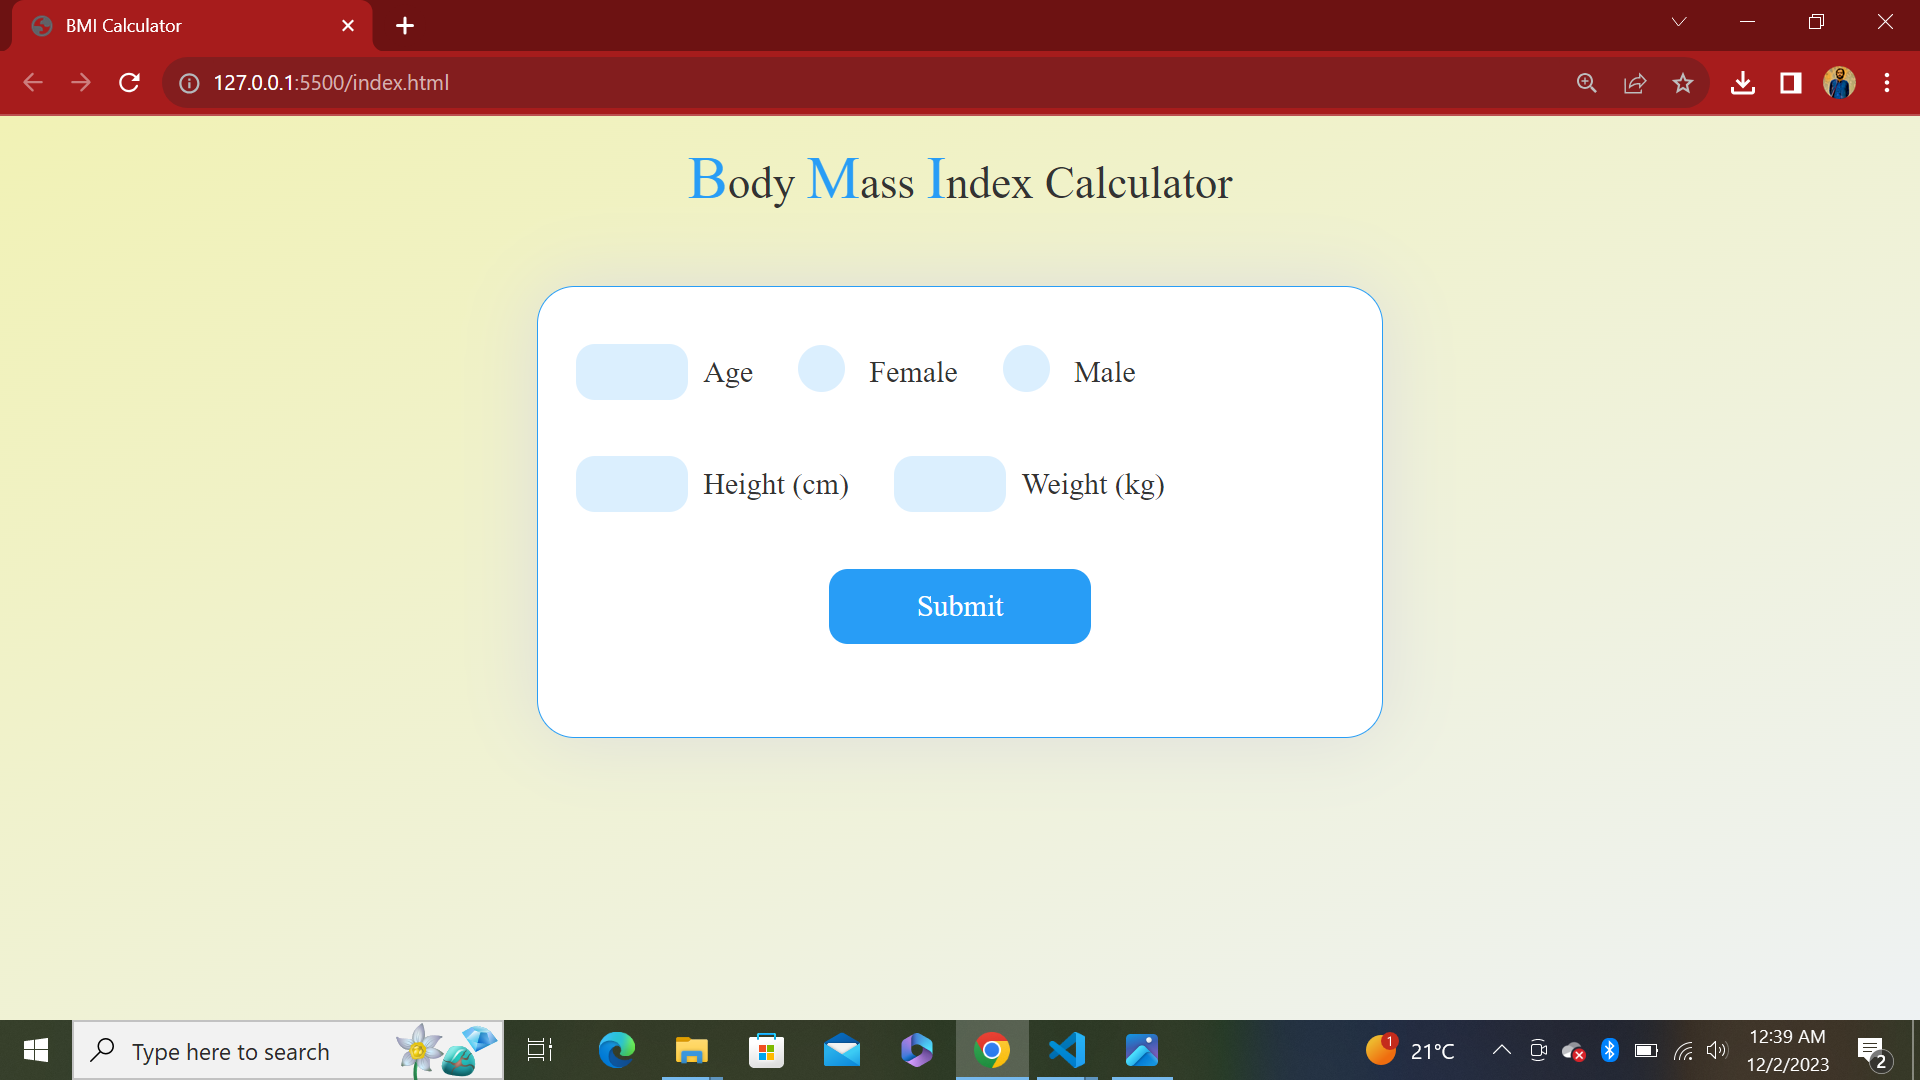 BMI Calculator
127.0.0.1:5500/index.html
Body Mass Index Calculator
Age Female Male
Height (cm) Weight (kg)
Submit
Type here to search
1
21°C
12:39 AM
12/2/2023
2